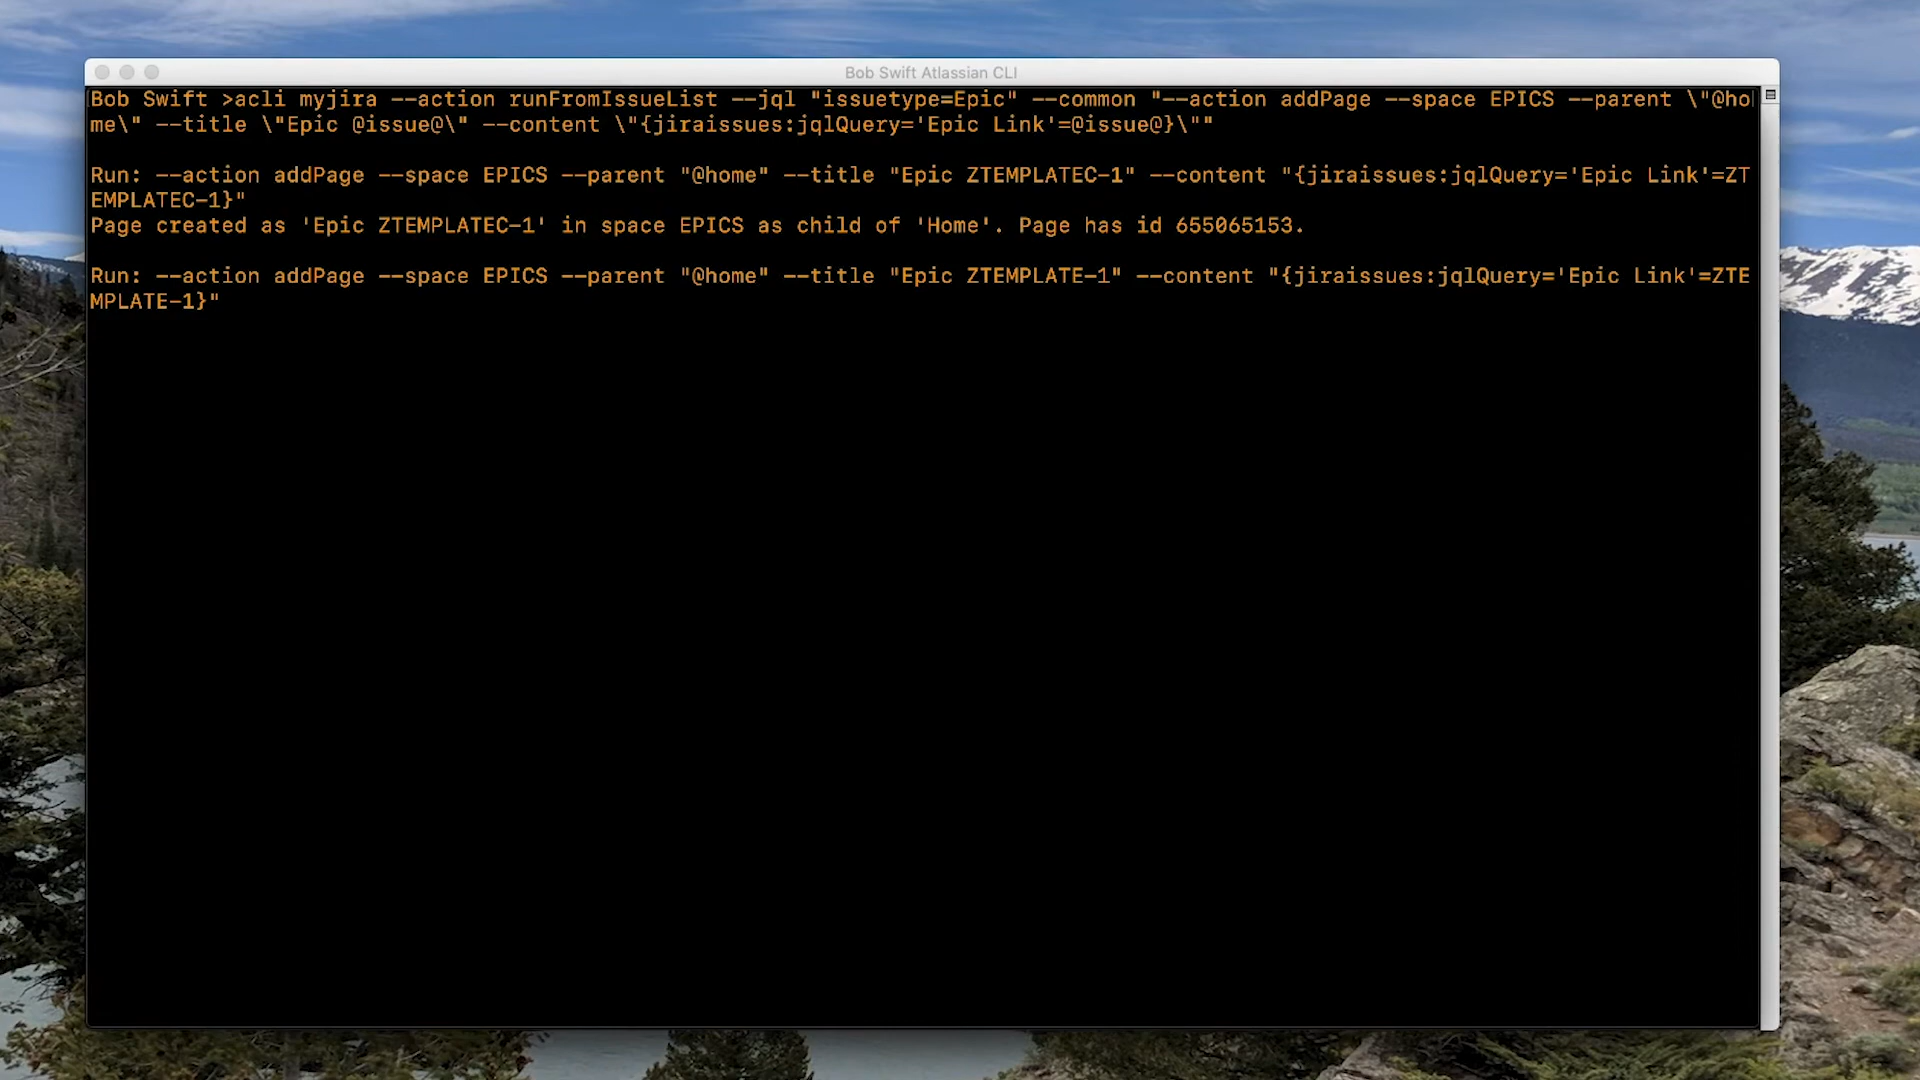 Bob Swift Atlassian CLI
Bob Swift >acli myjira --action runFromIssueList --jql "issuetype=Epic" --common "--action addPage --space EPICS --parent \"@ho
me\" --title \"Epic @issue@\" --content \"{jiraissues:jqlQuery='Epic Link'=@issue@}\""
Run: --action addPage --space EPICS --parent "@home" --title "Epic ZTEMPLATEC-1" --content "{jiraissues:jqlQuery='Epic Link'=ZT
EMPLATEC-1}"
Page created as 'Epic ZTEMPLATEC-1' in space EPICS as child of 'Home'. Page has id 655065153.
Run: --action addPage --space EPICS --parent "@home" --title "Epic ZTEMPLATE-1" --content "{jiraissues:jqlQuery='Epic Link'=ZTE
MPLATE-1}"